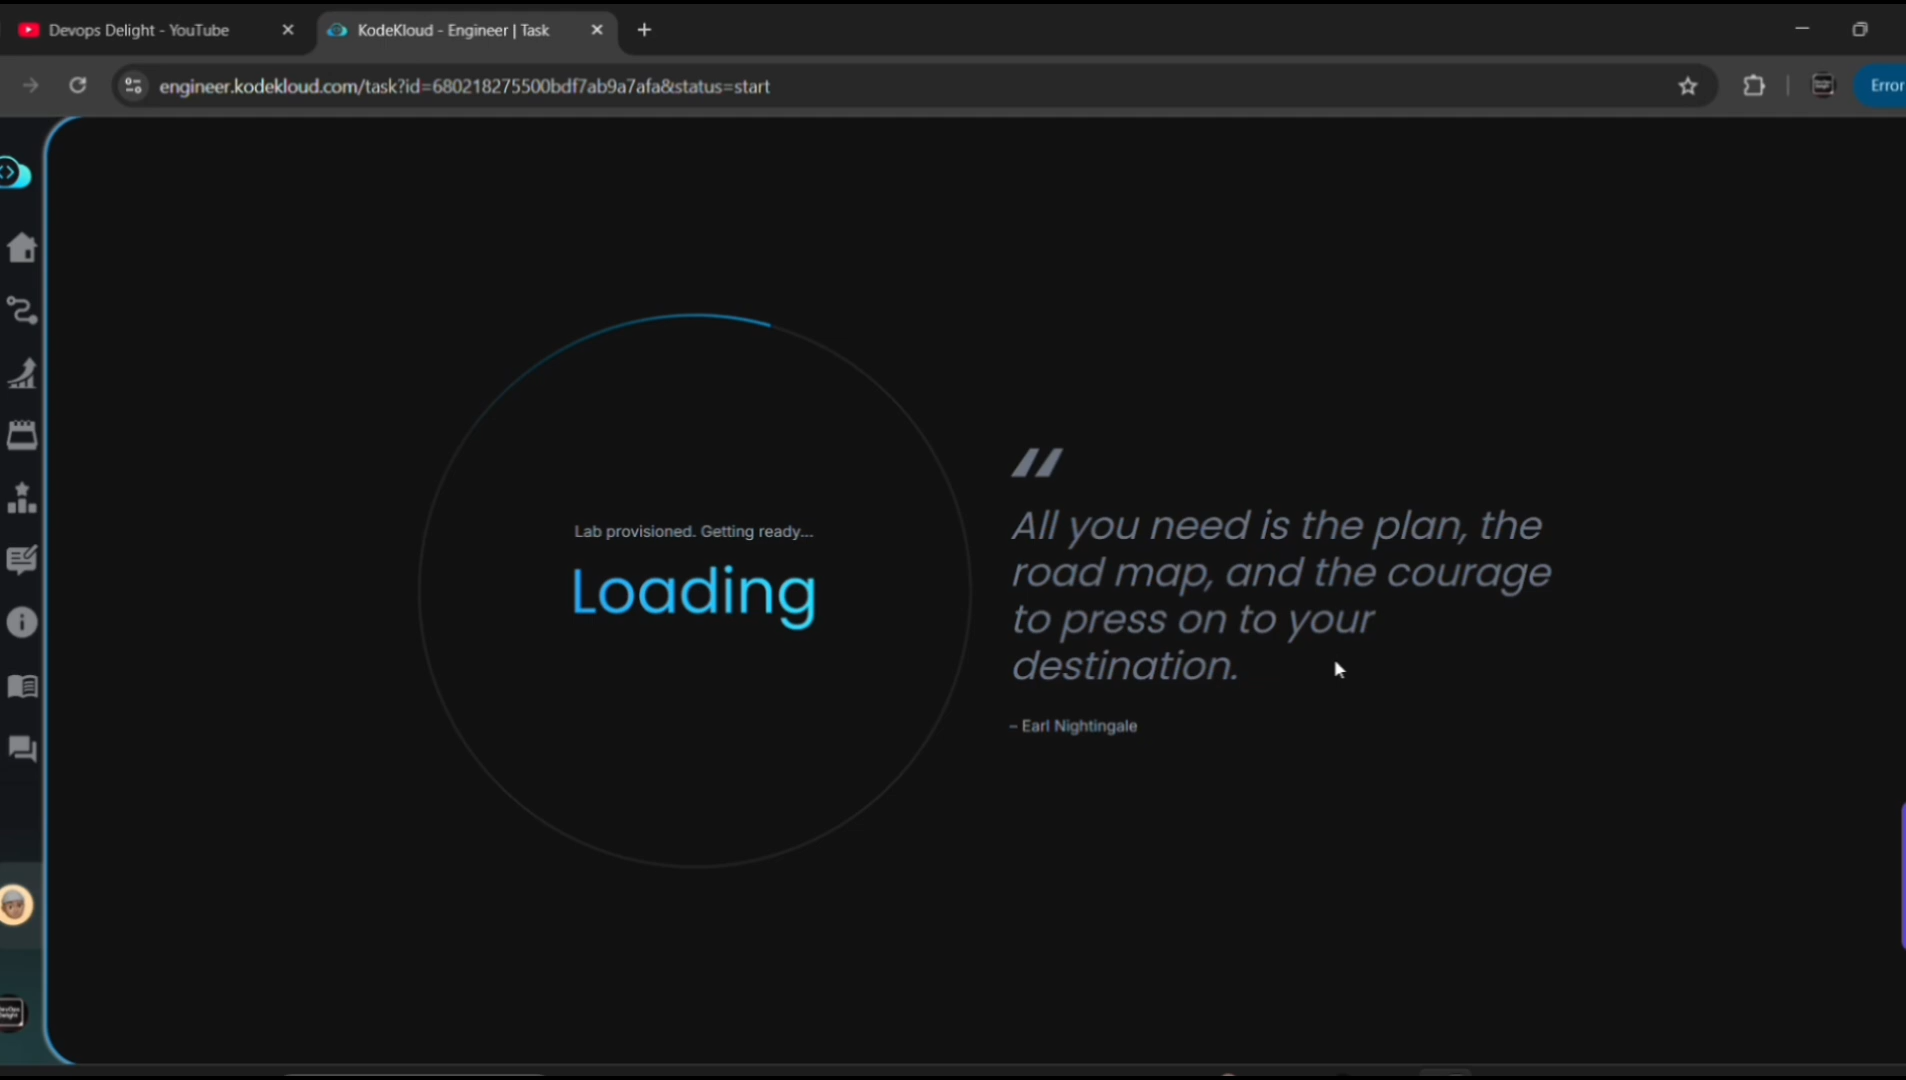 Devops Delight - YouTube
KodeKloud - Engineer | Task
engineer.kodekloud.com/task?id=680218275500bdf7ab9a7afa&status=start
Error
Lab provisioned. Getting ready...
Loading
All you need is the plan, the
road map, and the courage
to press on to your
destination.
– Earl Nightingale